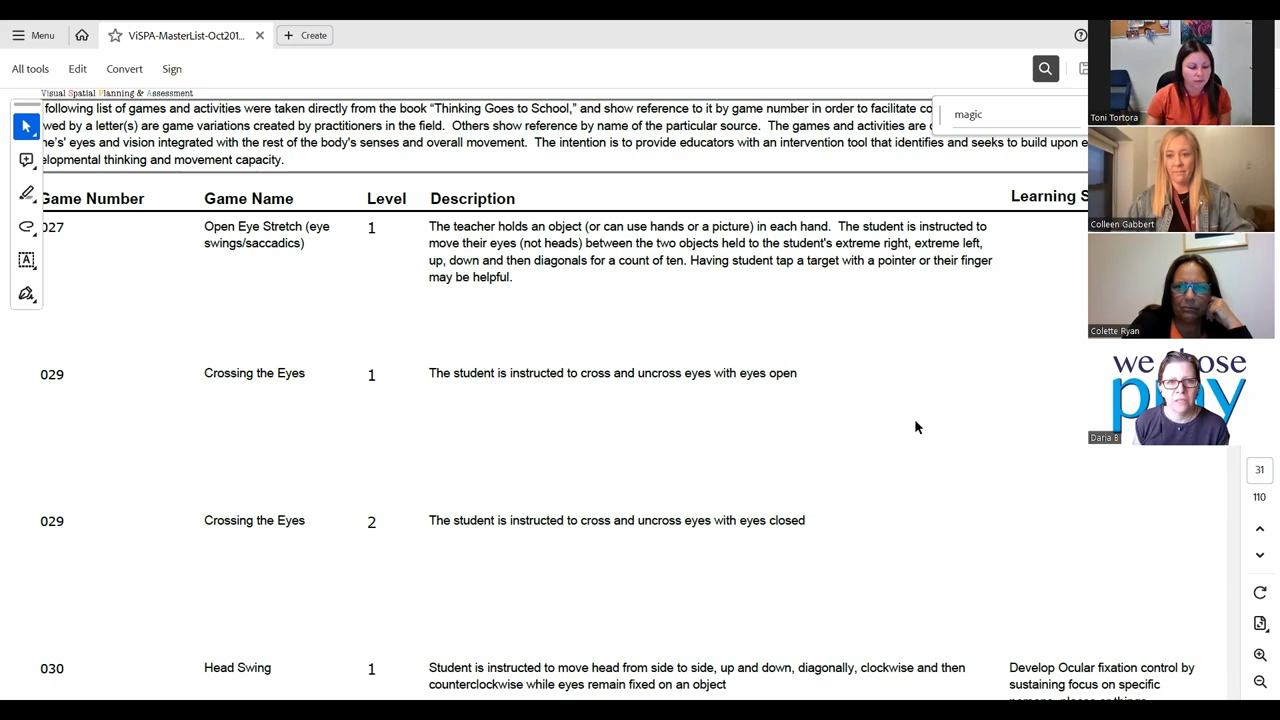 Menu
ViSPA-MasterList-Oct201...
Create
All tools
Edit
Convert
Sign
Visual Spatial Planning & Assessment
following list of games and activities were taken directly from the book “Thinking Goes to School,” and show reference to it by game number in order to facilitate co
wed by a letter(s) are game variations created by practitioners in the field. Others show reference by name of the particular source. The games and activities are
ne's' eyes and vision integrated with the rest of the body's senses and overall movement. The intention is to provide educators with an intervention tool that identifies and seeks to build upon e
elopmental thinking and movement capacity.
magic
Game Number
Game Name
Level
Description
Learning S
027
Open Eye Stretch (eye
swings/saccadics)
1
The teacher holds an object (or can use hands or a picture) in each hand. The student is instructed to
move their eyes (not heads) between the two objects held to the student's extreme right, extreme left,
up, down and then diagonals for a count of ten. Having student tap a target with a pointer or their finger
may be helpful.
029
Crossing the Eyes
1
The student is instructed to cross and uncross eyes with eyes open
029
Crossing the Eyes
2
The student is instructed to cross and uncross eyes with eyes closed
030
Head Swing
1
Student is instructed to move head from side to side, up and down, diagonally, clockwise and then
counterclockwise while eyes remain fixed on an object
Develop Ocular fixation control by
sustaining focus on specific
Toni Tortora
Colleen Gabbert
Colette Ryan
we
play
Daria B
31
110